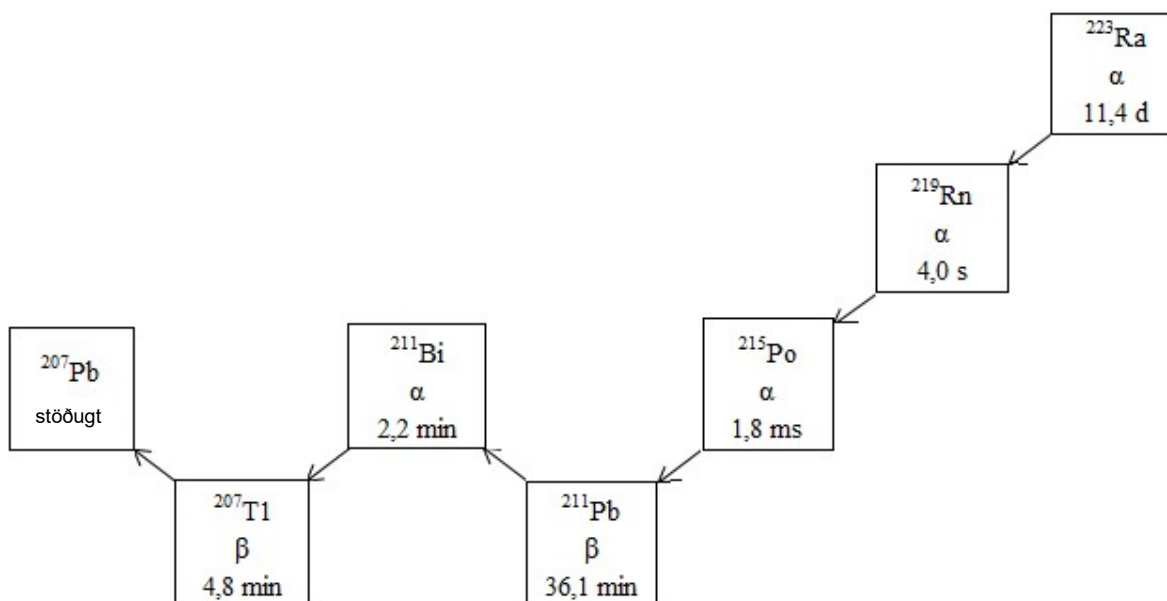 ²²³Ra
α
11,4 d
²¹⁹Rn
α
4,0 s
²¹⁵Po
α
1,8 ms
²¹¹Pb
β
36,1 min
²¹¹Bi
α
2,2 min
²⁰⁷T1
β
4,8 min
²⁰⁷Pb
stöðugt